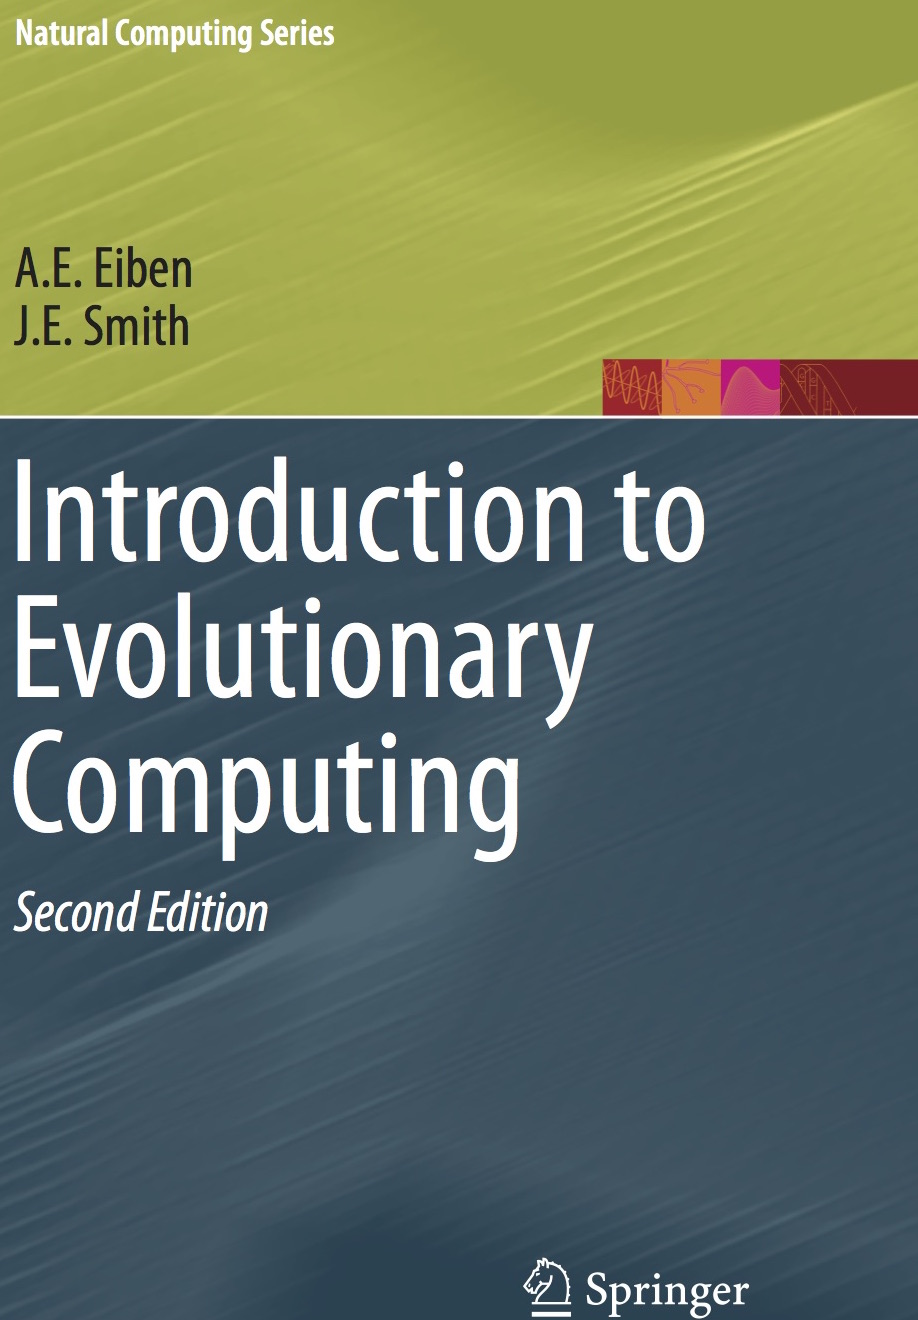 Natural Computing Series
A.E. Eiben
J.E. Smith
Introduction to
Evolutionary
Computing
Second Edition
Springer